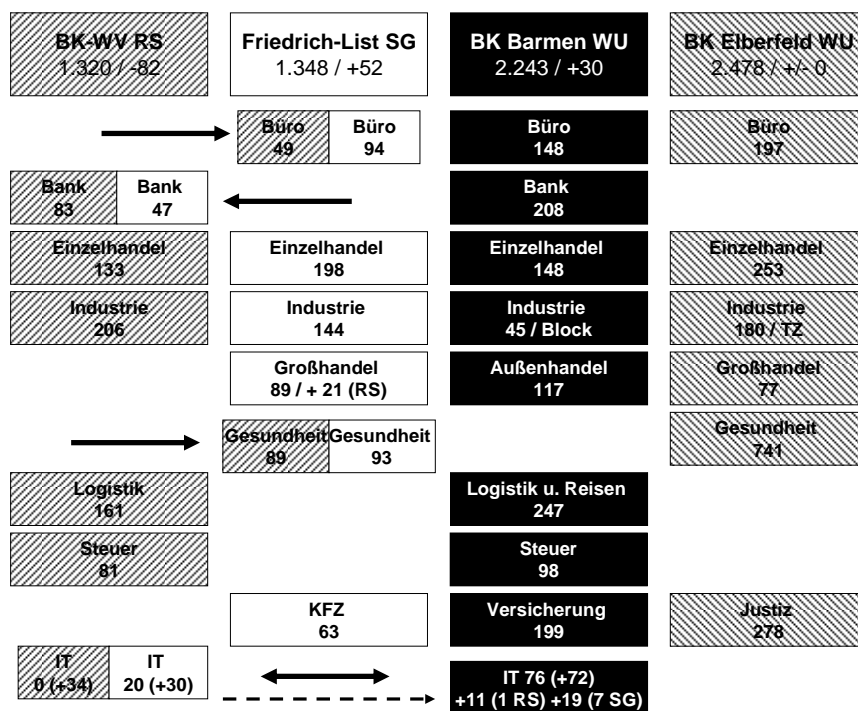 BK-WV RS
1.320 / -82
Friedrich-List SG
1.348 / +52
BK Barmen WU
2.243 / +30
BK Elberfeld WU
2.478 / +/- 0
Büro
49
Büro
94
Büro
148
Büro
197
Bank
83
Bank
47
Bank
208
Einzelhandel
133
Einzelhandel
198
Einzelhandel
148
Einzelhandel
253
Industrie
206
Industrie
144
Industrie
45 / Block
Industrie
180 / TZ
Großhandel
89 / + 21 (RS)
Außenhandel
117
Großhandel
77
Gesundheit
89
Gesundheit
93
Gesundheit
741
Logistik
161
Logistik u. Reisen
247
Steuer
81
Steuer
98
KFZ
63
Versicherung
199
Justiz
278
IT
0 (+34)
IT
20 (+30)
IT 76 (+72)
+11 (1 RS) +19 (7 SG)